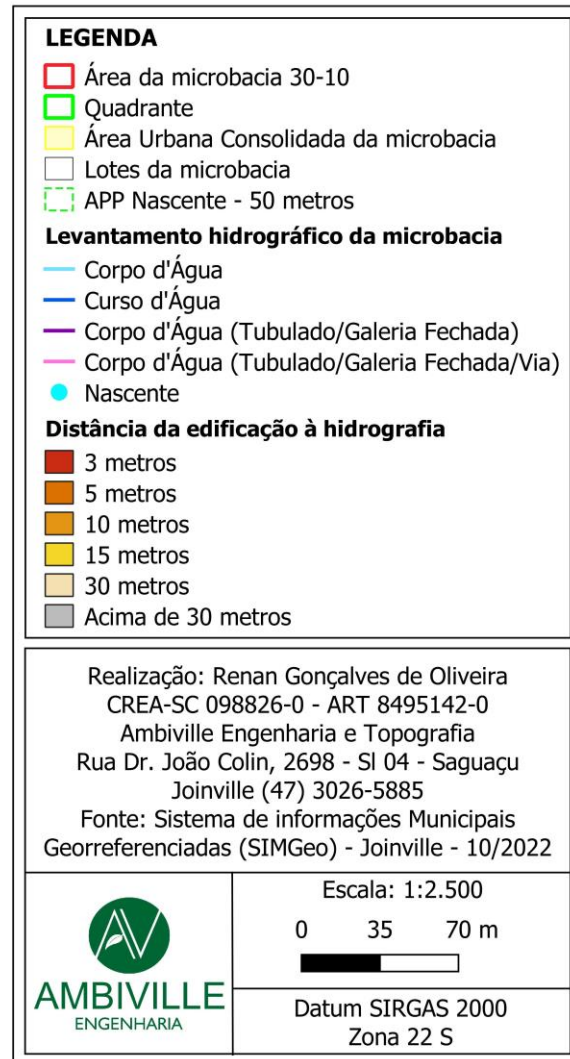 LEGENDA
Área da microbacia 30-10
Quadrante
Área Urbana Consolidada da microbacia
Lotes da microbacia
APP Nascente - 50 metros
Levantamento hidrográfico da microbacia
Corpo d'Água
Curso d'Água
Corpo d'Água (Tubulado/Galeria Fechada)
Corpo d'Água (Tubulado/Galeria Fechada/Via)
Nascente
Distância da edificação à hidrografia
3 metros
5 metros
10 metros
15 metros
30 metros
Acima de 30 metros
Realização: Renan Gonçalves de Oliveira
CREA-SC 098826-0 - ART 8495142-0
Ambiville Engenharia e Topografia
Rua Dr. João Colin, 2698 - Sl 04 - Saguaçu
Joinville (47) 3026-5885
Fonte: Sistema de informações Municipais
Georreferenciadas (SIMGeo) - Joinville - 10/2022
AV
AMBIVILLE
ENGENHARIA
Escala: 1:2.500
0 35 70 m
Datum SIRGAS 2000
Zona 22 S